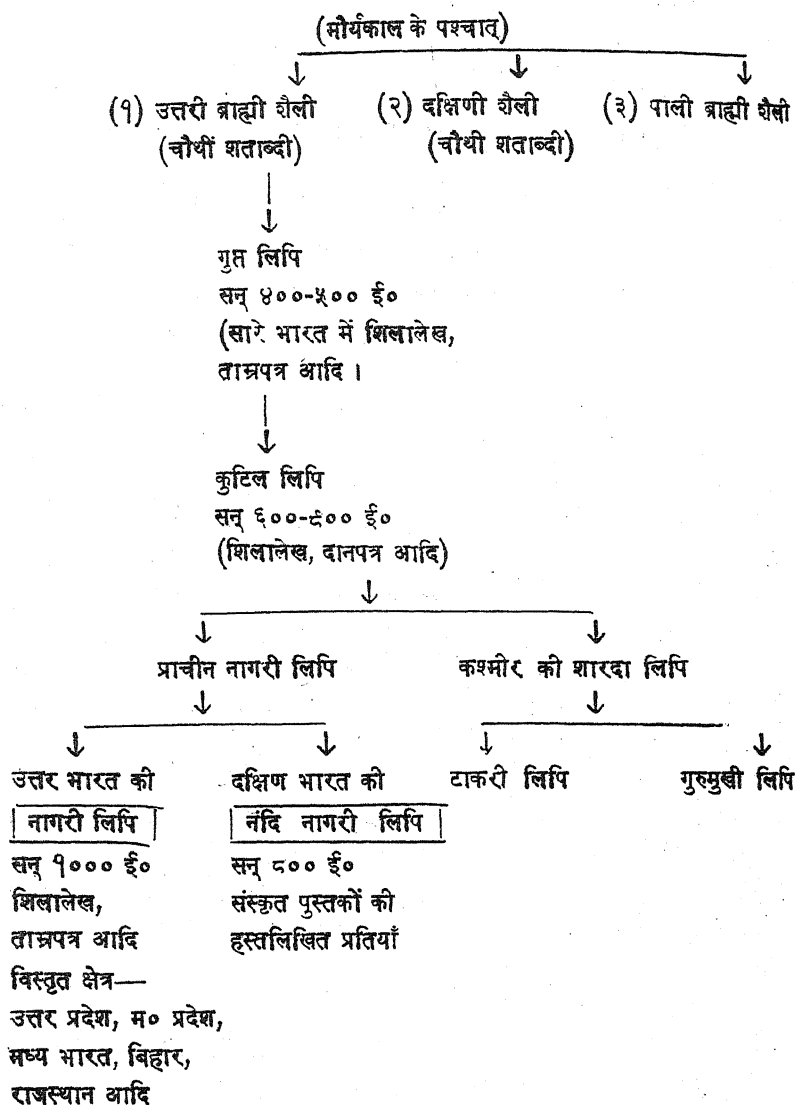 (मौर्यकाल के पश्चात्)
(१) उत्तरी ब्राह्मी शैली (२) दक्षिणी शैली (३) पाली ब्राह्मी शैली
(चौथीं शताब्दी) (चौथी शताब्दी)
गुप्त लिपि
सन् ४००-५०० ई०
(सारे भारत में शिलालेख,
ताम्रपत्र आदि ।
कुटिल लिपि
सन् ६००-८०० ई०
(शिलालेख, दानपत्र आदि)
प्राचीन नागरी लिपि कश्मीर की शारदा लिपि
उत्तर भारत की दक्षिण भारत की टाकरी लिपि गुरुमुखी लिपि
नागरी लिपि नंदि नागरी लिपि
सन् १००० ई० सन् ८०० ई०
शिलालेख, संस्कृत पुस्तकों की
ताम्रपत्र आदि हस्तलिखित प्रतियाँ
विस्तृत क्षेत्र—
उत्तर प्रदेश, म० प्रदेश,
मध्य भारत, बिहार,
राजस्थान आदि